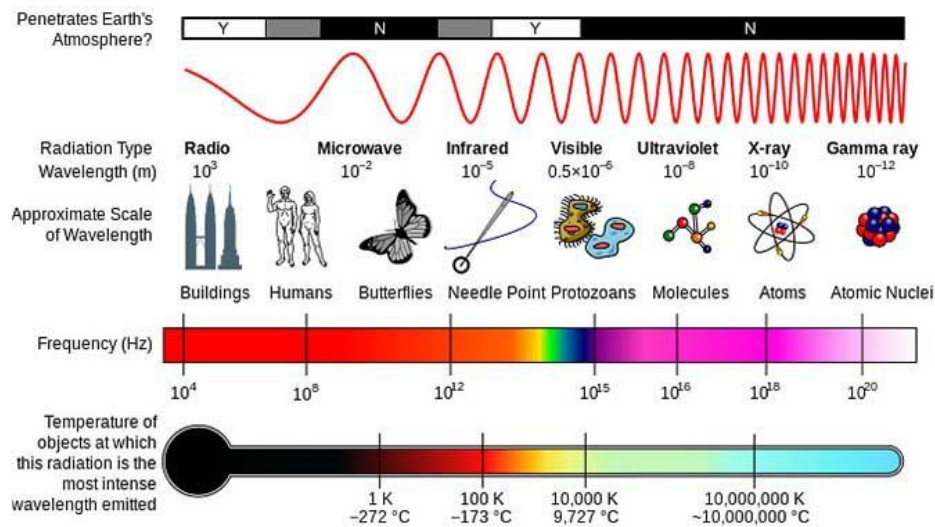 Penetrates Earth's
Atmosphere?
Y N Y N
Radiation Type
Wavelength (m)
Radio Microwave Infrared Visible Ultraviolet X-ray Gamma ray
10³ 10⁻² 10⁻⁵ 0.5×10⁻⁶ 10⁻⁸ 10⁻¹⁰ 10⁻¹²
Approximate Scale
of Wavelength
Buildings Humans Butterflies Needle Point Protozoans Molecules Atoms Atomic Nuclei
Frequency (Hz)
10⁴ 10⁸ 10¹² 10¹⁵ 10¹⁶ 10¹⁸ 10²⁰
Temperature of
objects at which
this radiation is the
most intense
wavelength emitted
1 K 100 K 10,000 K 10,000,000 K
−272 °C −173 °C 9,727 °C ~10,000,000 °C